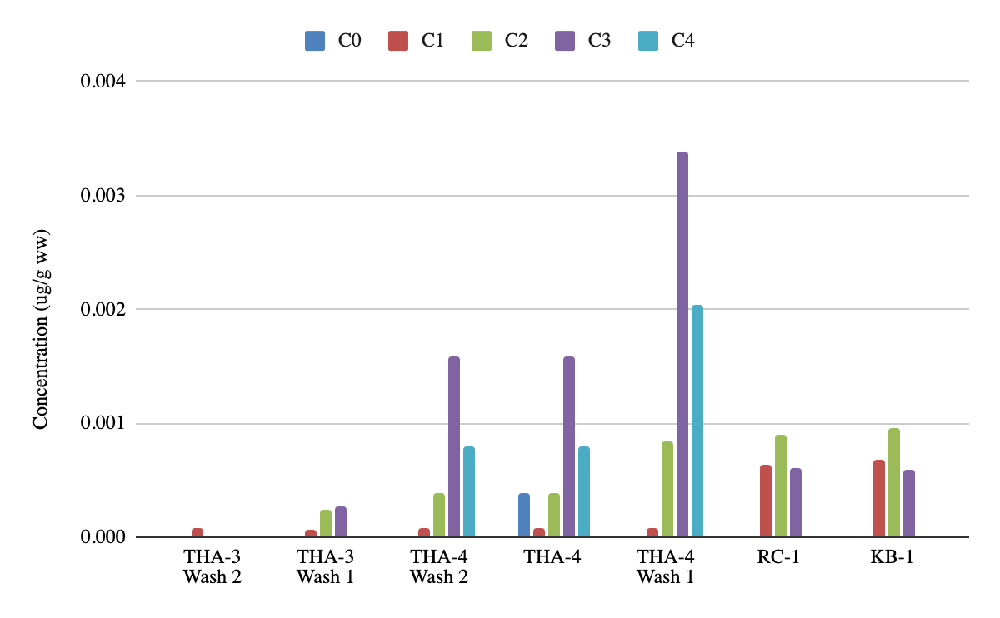 C0 C1 C2 C3 C4
0.004
0.003
0.002
0.001
0.000
Concentration (ug/g ww)
THA-3 Wash 2
THA-3 Wash 1
THA-4 Wash 2
THA-4
THA-4 Wash 1
RC-1
KB-1